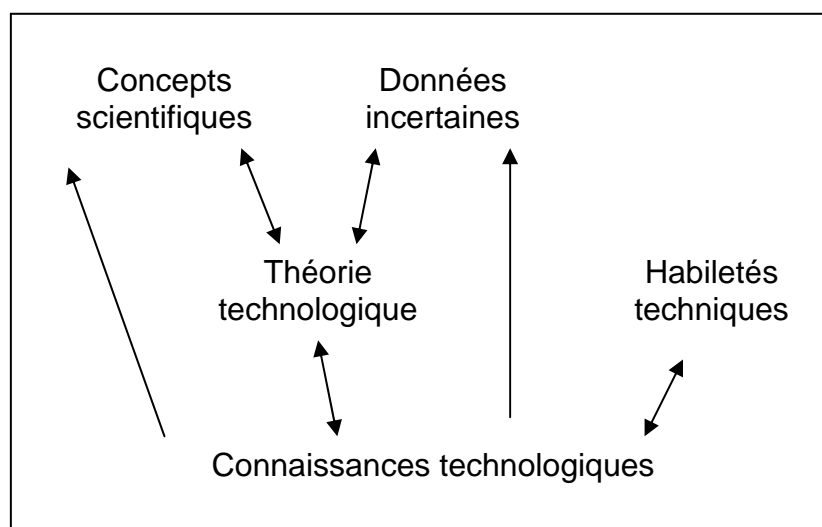 Concepts
scientifiques
Données
incertaines
Théorie
technologique
Habiletés
techniques
Connaissances technologiques